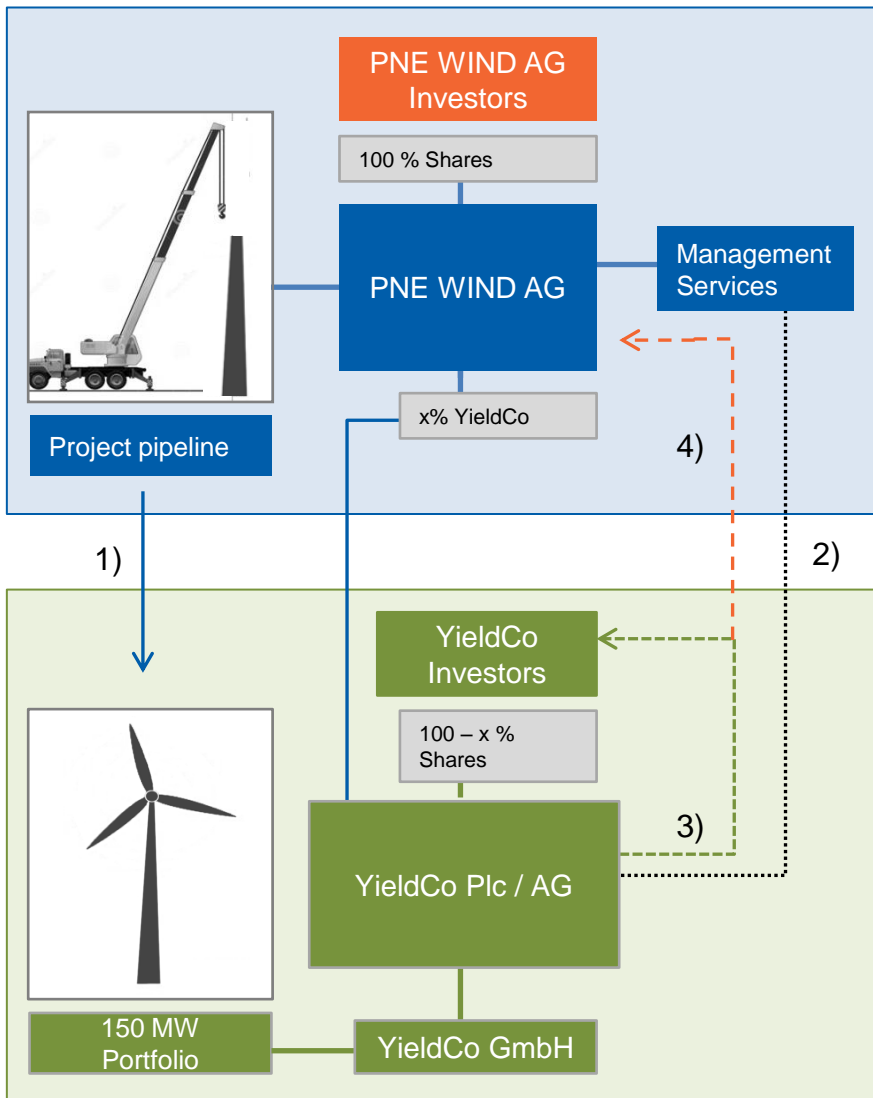 PNE WIND AG
Investors
100 % Shares
PNE WIND AG
Management
Services
x% YieldCo
Project pipeline
4)
1)
2)
YieldCo
Investors
100 – x %
Shares
3)
YieldCo Plc / AG
150 MW
Portfolio
YieldCo GmbH